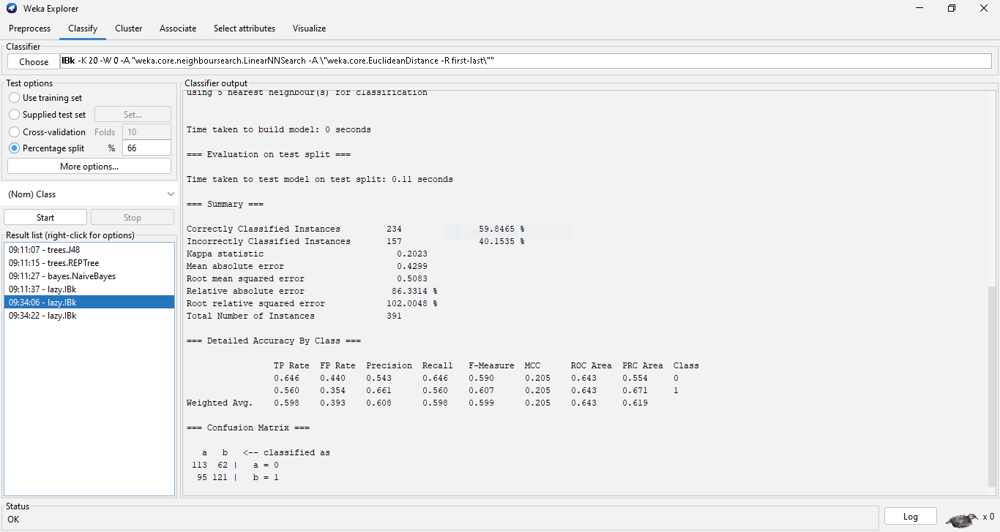 Weka Explorer
Preprocess Classify Cluster Associate Select attributes Visualize
Classifier
Choose IBk -K 20 -W 0 -A "weka.core.neighboursearch.LinearNNSearch -A \"weka.core.EuclideanDistance -R first-last\""
Test options
Use training set
Supplied test set Set...
Cross-validation Folds 10
Percentage split % 66
More options...
(Nom) Class
Start Stop
Result list (right-click for options)
09:11:07 - trees.J48
09:11:15 - trees.REPTree
09:11:27 - bayes.NaiveBayes
09:11:37 - lazy.IBk
09:34:06 - lazy.IBk
09:34:22 - lazy.IBk
Classifier output
using 5 nearest neighbour(s) for classification
Time taken to build model: 0 seconds
=== Evaluation on test split ===
Time taken to test model on test split: 0.11 seconds
=== Summary ===
Correctly Classified Instances 234 59.8465 %
Incorrectly Classified Instances 157 40.1535 %
Kappa statistic 0.2023
Mean absolute error 0.4299
Root mean squared error 0.5083
Relative absolute error 86.3314 %
Root relative squared error 102.0048 %
Total Number of Instances 391
=== Detailed Accuracy By Class ===
TP Rate FP Rate Precision Recall F-Measure MCC ROC Area PRC Area Class
0.646 0.440 0.543 0.646 0.590 0.205 0.643 0.554 0
0.560 0.354 0.661 0.560 0.607 0.205 0.643 0.671 1
Weighted Avg. 0.598 0.393 0.608 0.598 0.599 0.205 0.643 0.619
=== Confusion Matrix ===
a b <-- classified as
113 62 | a = 0
95 121 | b = 1
Status
OK
Log x 0